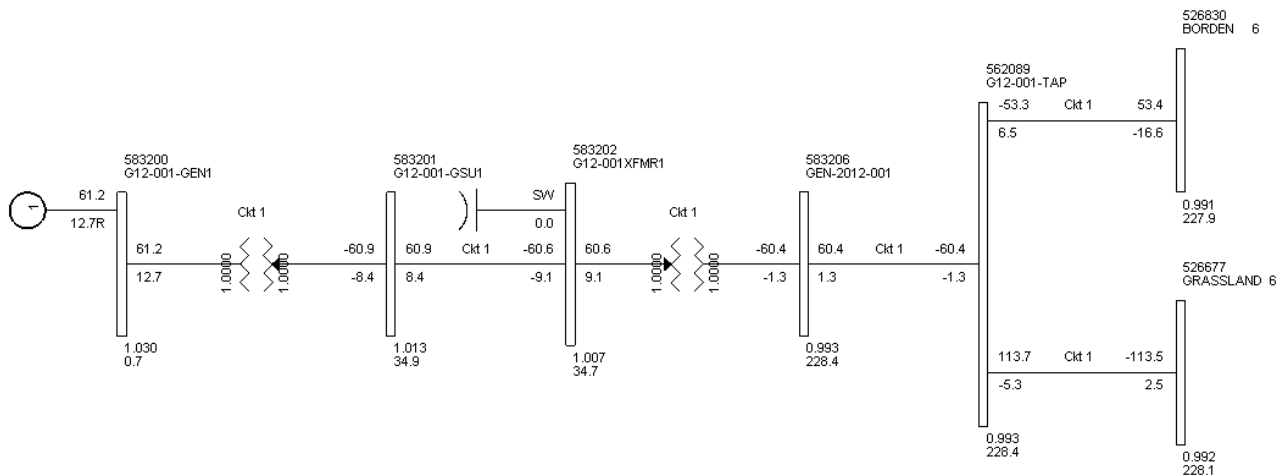 526830
BORDEN 6
562089
G12-001-TAP
-53.3 Ckt 1 53.4
6.5 -16.6
583200
G12-001-GEN1
583201
G12-001-GSU1
583202
G12-001XFMR1
583206
GEN-2012-001
1
61.2
12.7R
Ckt 1
SW
0.0
Ckt 1
0.991
227.9
61.2
12.7
1.0000
1.0000
-60.9
-8.4
60.9 Ckt 1 -60.6
8.4 -9.1
60.6
9.1
1.0000
1.0000
-60.4
-1.3
60.4 Ckt 1 -60.4
1.3 -1.3
526677
GRASSLAND 6
1.030
0.7
1.013
34.9
1.007
34.7
0.993
228.4
113.7 Ckt 1 -113.5
-5.3 2.5
0.993
228.4
0.992
228.1